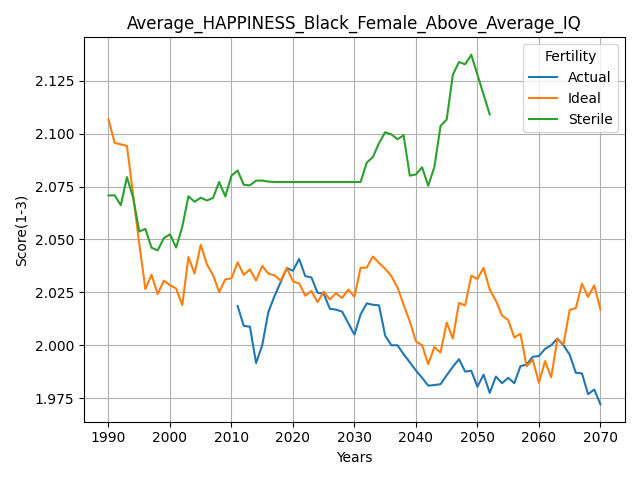 Average_HAPPINESS_Black_Female_Above_Average_IQ
Fertility
Actual
Ideal
Sterile
Score(1-3)
2.125
2.100
2.075
2.050
2.025
2.000
1.975
1990 2000 2010 2020 2030 2040 2050 2060 2070
Years